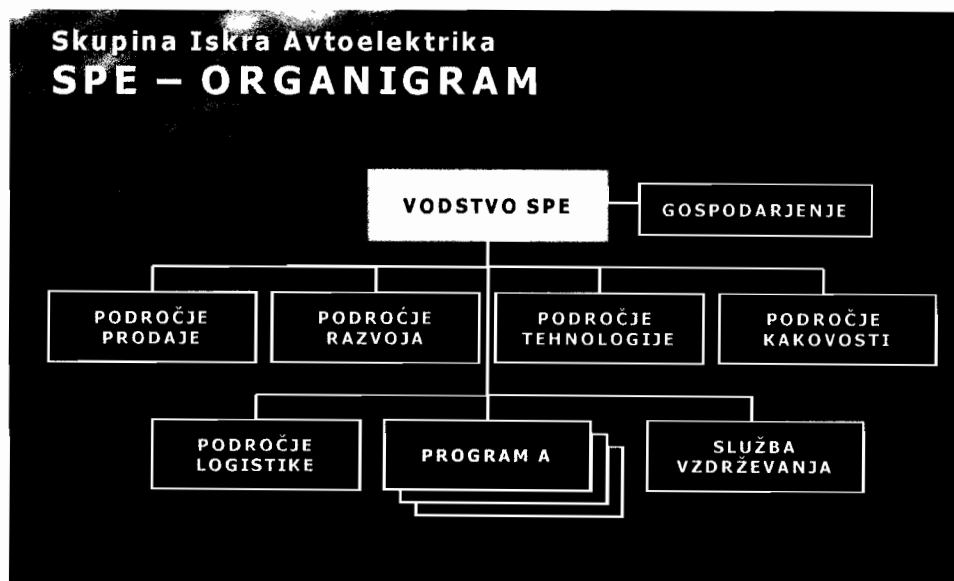 Skupina Iskra Avtoelektrika
SPE – ORGANIGRAM
VODSTVO SPE
GOSPODARJENJE
PODROČJE
PRODAJE
PODROĆJE
RAZVOJA
PODROČJE
TEHNOLOGIJE
PODROČJE
KAKOVOSTI
PODROČJE
LOGISTIKE
PROGRAM A
SLUŽBA
VZDRŽEVANJA